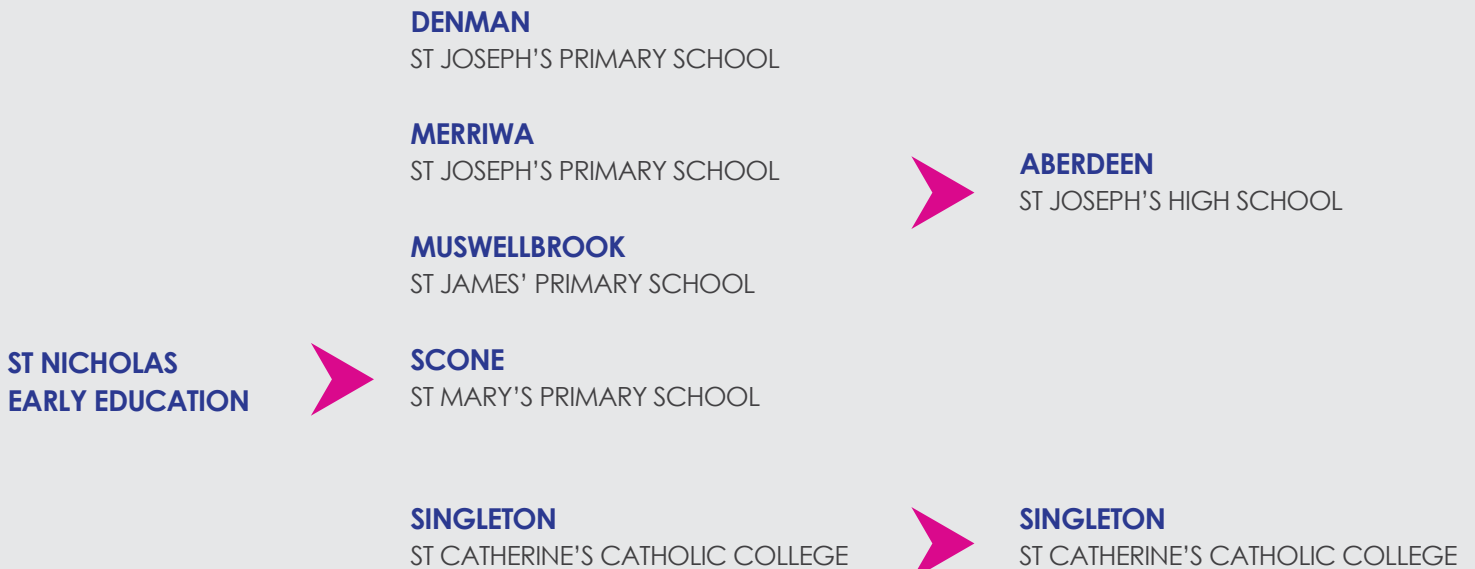 DENMAN
ST JOSEPH’S PRIMARY SCHOOL
MERRIWA
ST JOSEPH’S PRIMARY SCHOOL
MUSWELLBROOK
ST JAMES’ PRIMARY SCHOOL
SCONE
ST MARY’S PRIMARY SCHOOL
SINGLETON
ST CATHERINE’S CATHOLIC COLLEGE
ST NICHOLAS
EARLY EDUCATION
ABERDEEN
ST JOSEPH’S HIGH SCHOOL
SINGLETON
ST CATHERINE’S CATHOLIC COLLEGE